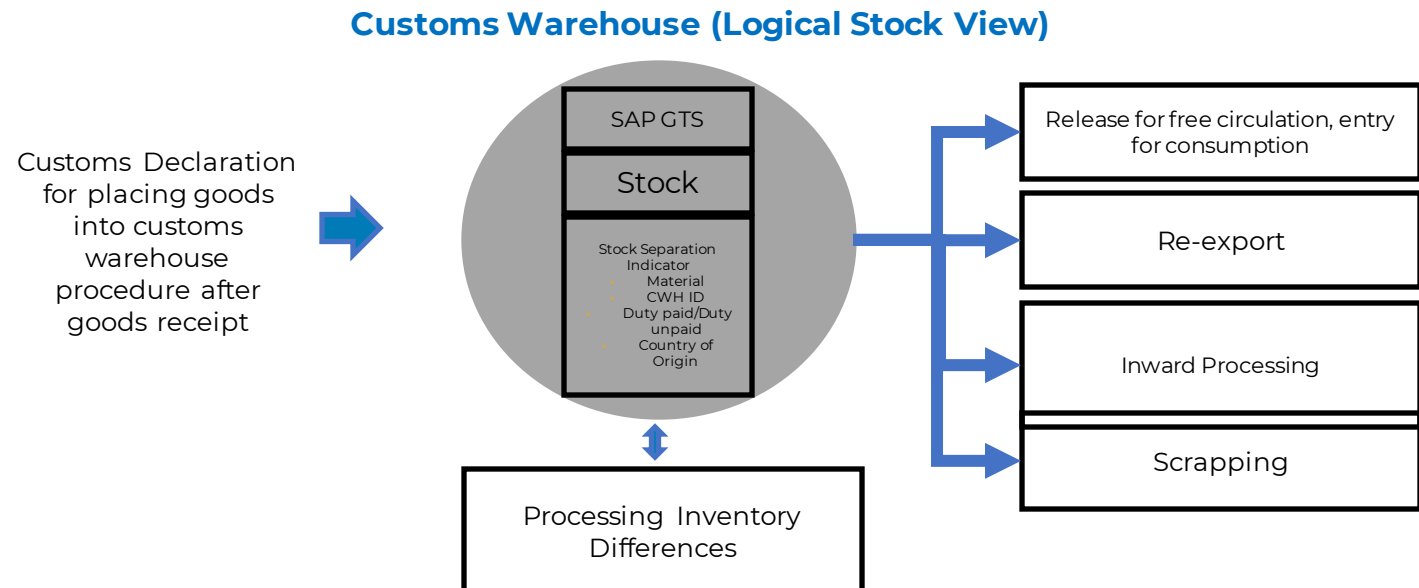 Customs Warehouse (Logical Stock View)
Customs Declaration
for placing goods
into customs
warehouse
procedure after
goods receipt
SAP GTS
Stock
Stock Separation
Indicator
Material
CWH ID
Duty paid/Duty
unpaid
Country of
Origin
Processing Inventory
Differences
Release for free circulation, entry
for consumption
Re-export
Inward Processing
Scrapping